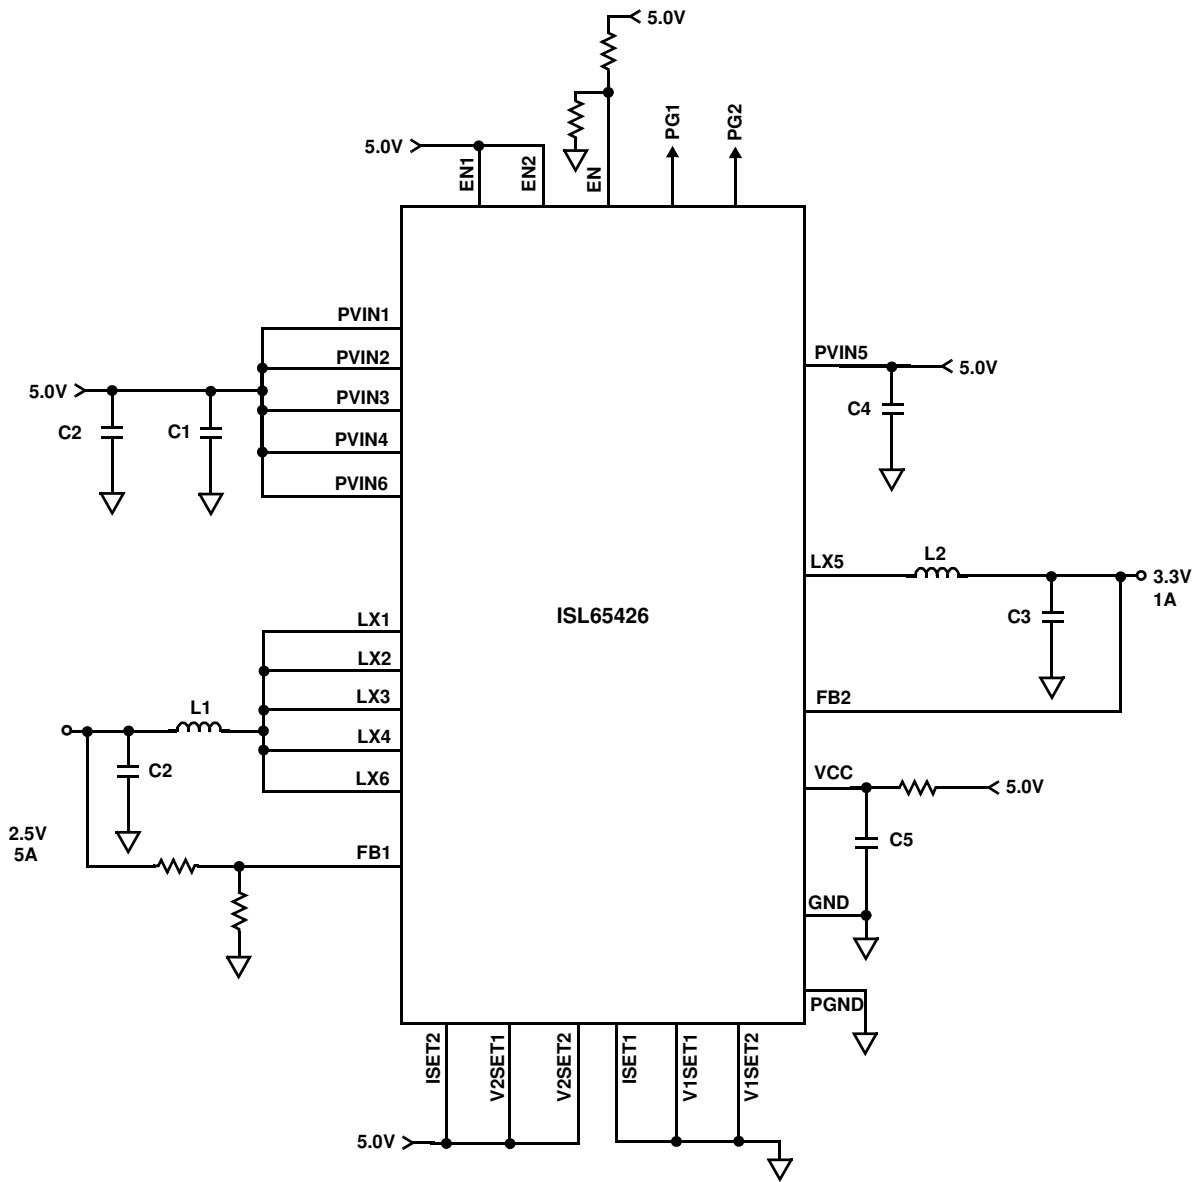 5.0V
PG1
PG2
5.0V
EN1
EN2
EN
PVIN1
PVIN2
PVIN3
PVIN4
PVIN6
5.0V
C2
C1
PVIN5
5.0V
C4
LX1
LX2
LX3
LX4
LX6
L1
C2
2.5V
5A
FB1
ISL65426
LX5
L2
3.3V
1A
C3
FB2
VCC
5.0V
C5
GND
PGND
ISET2
V2SET1
V2SET2
ISET1
V1SET1
V1SET2
5.0V